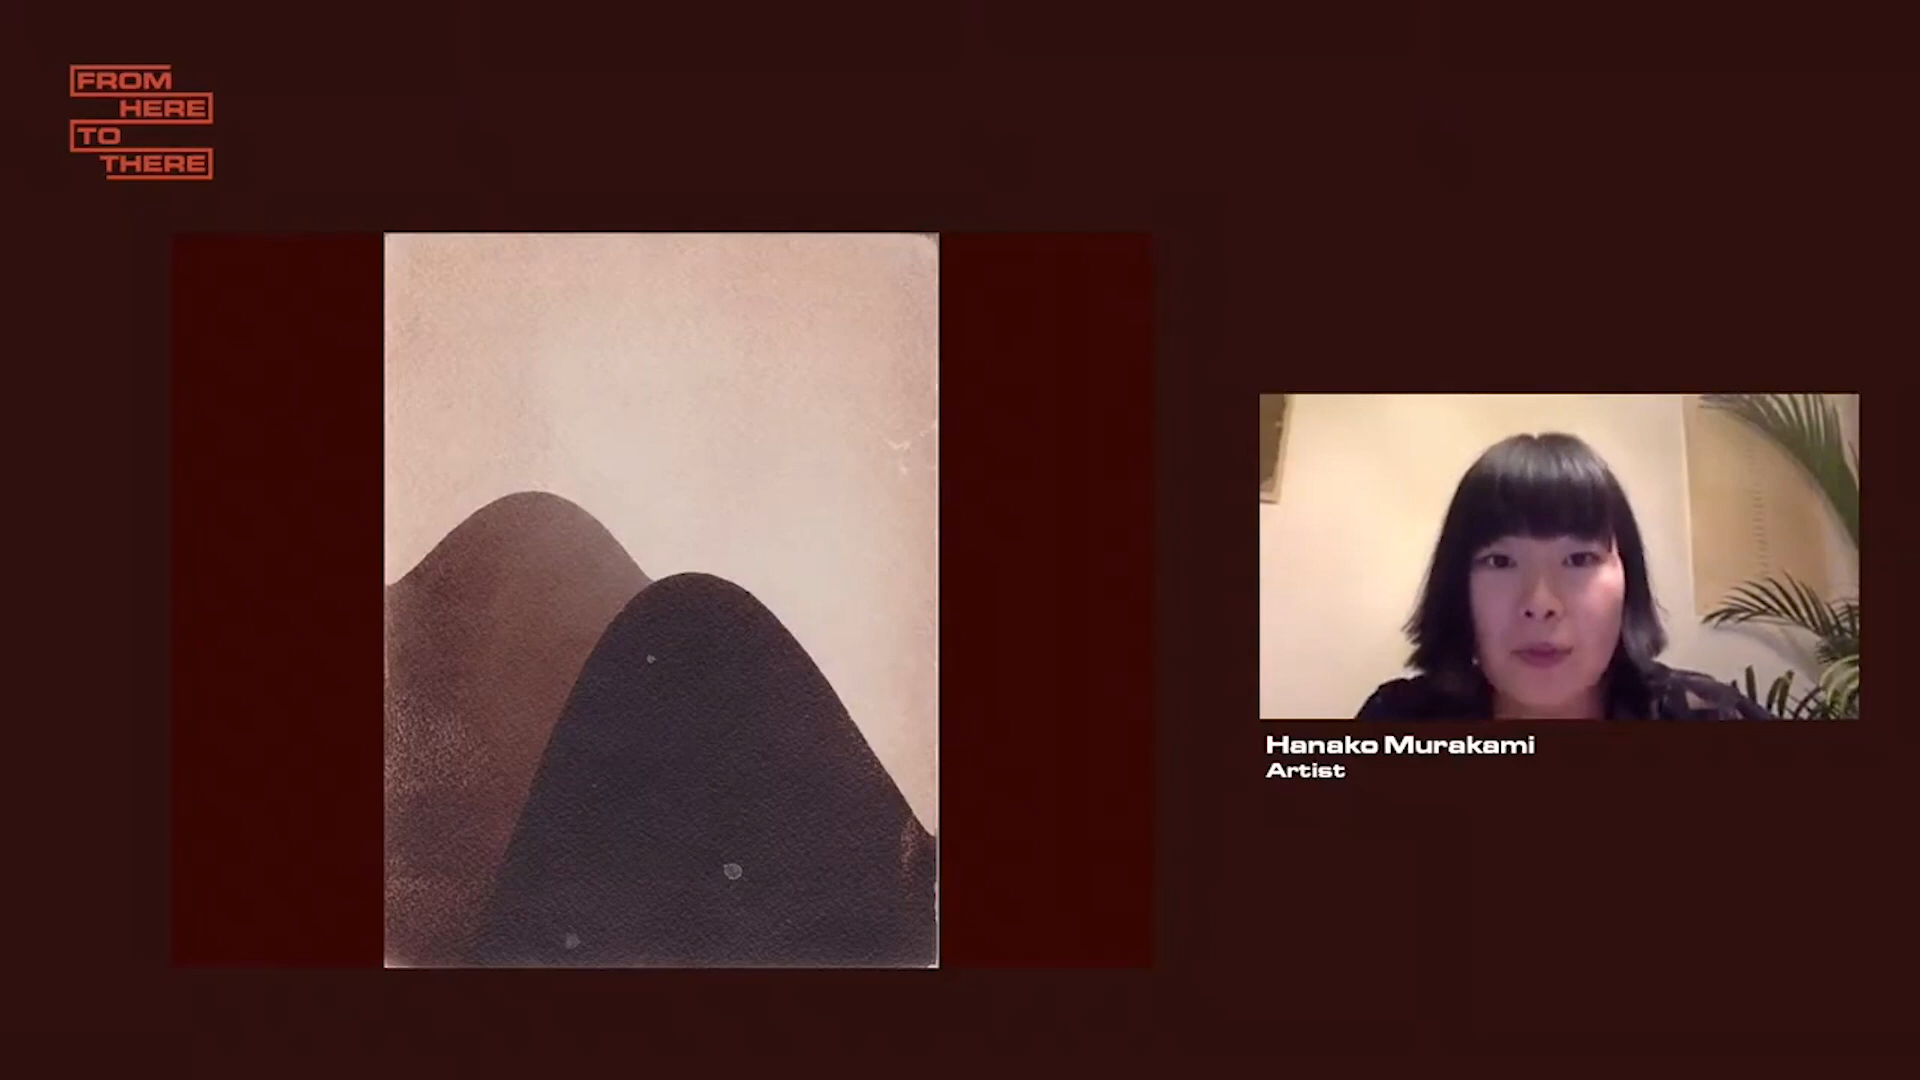 FROM
HERE
TO
THERE
Hanako Murakami
Artist